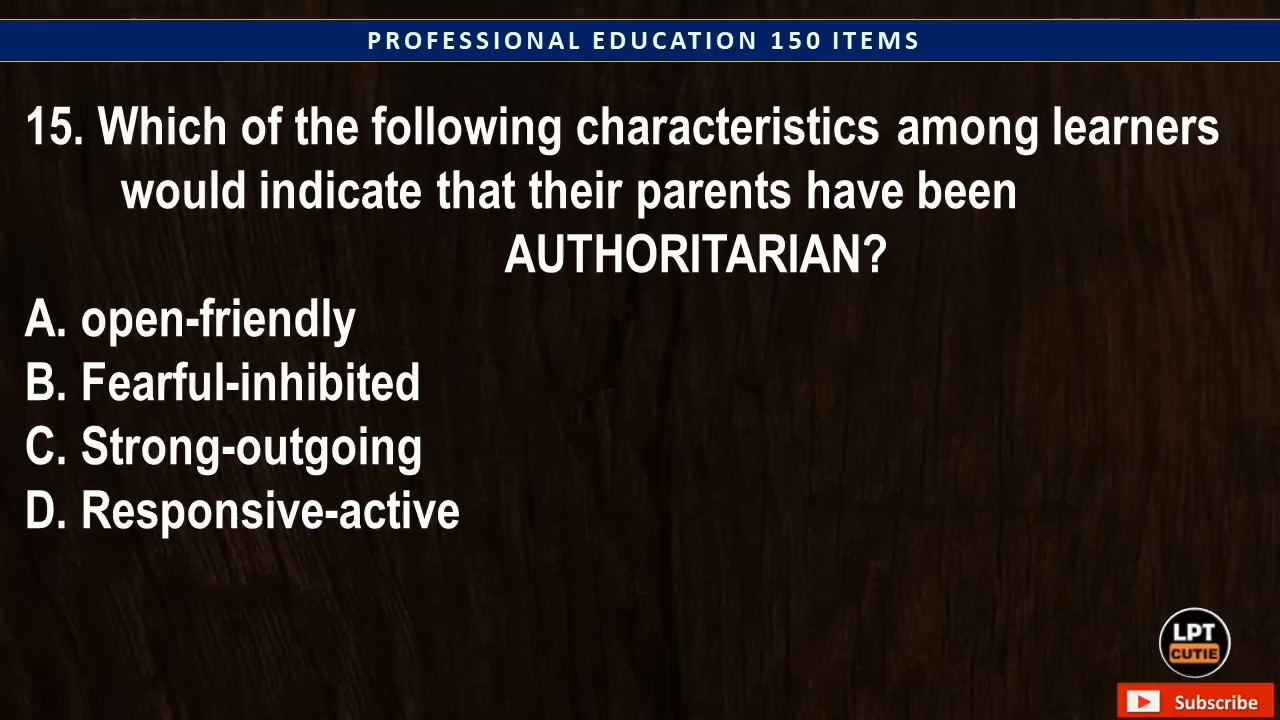 PROFESSIONAL EDUCATION 150 ITEMS
15. Which of the following characteristics among learners
would indicate that their parents have been
AUTHORITARIAN?
A. open-friendly
B. Fearful-inhibited
C. Strong-outgoing
D. Responsive-active
LPT
CUTIE
Subscribe